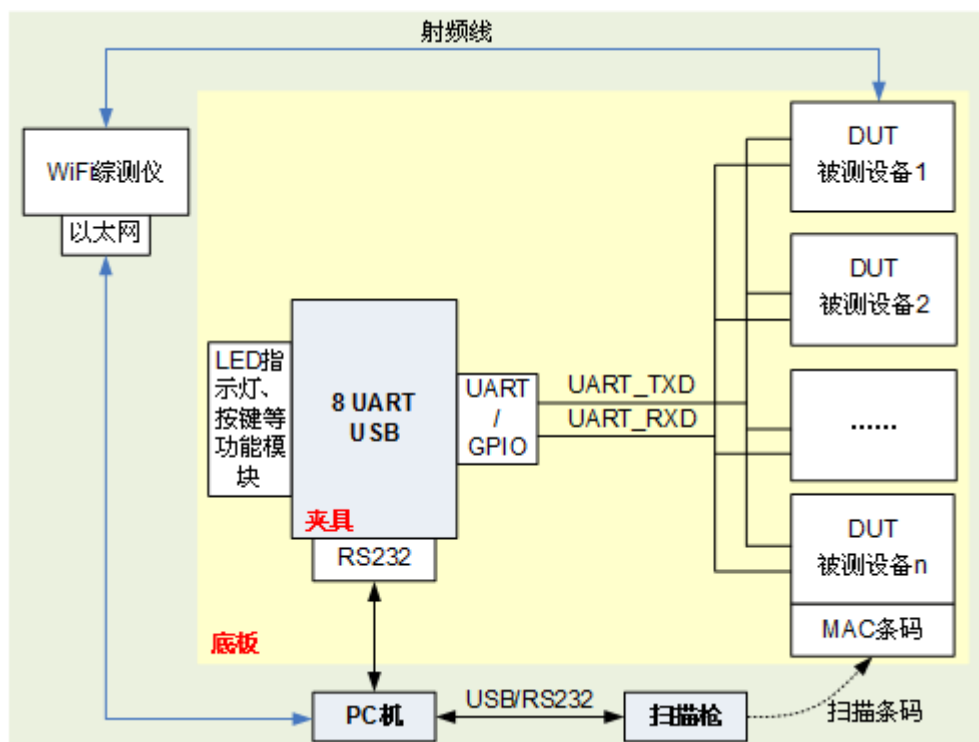 射频线
WiFi综测仪
以太网
DUT
被测设备1
DUT
被测设备2
LED指
示灯、
按键等
功能模
块
8 UART
USB
夹具
UART
/
GPIO
UART_TXD
UART_RXD
......
DUT
被测设备n
MAC条码
RS232
底板
PC机
USB/RS232
扫描枪
扫描条码